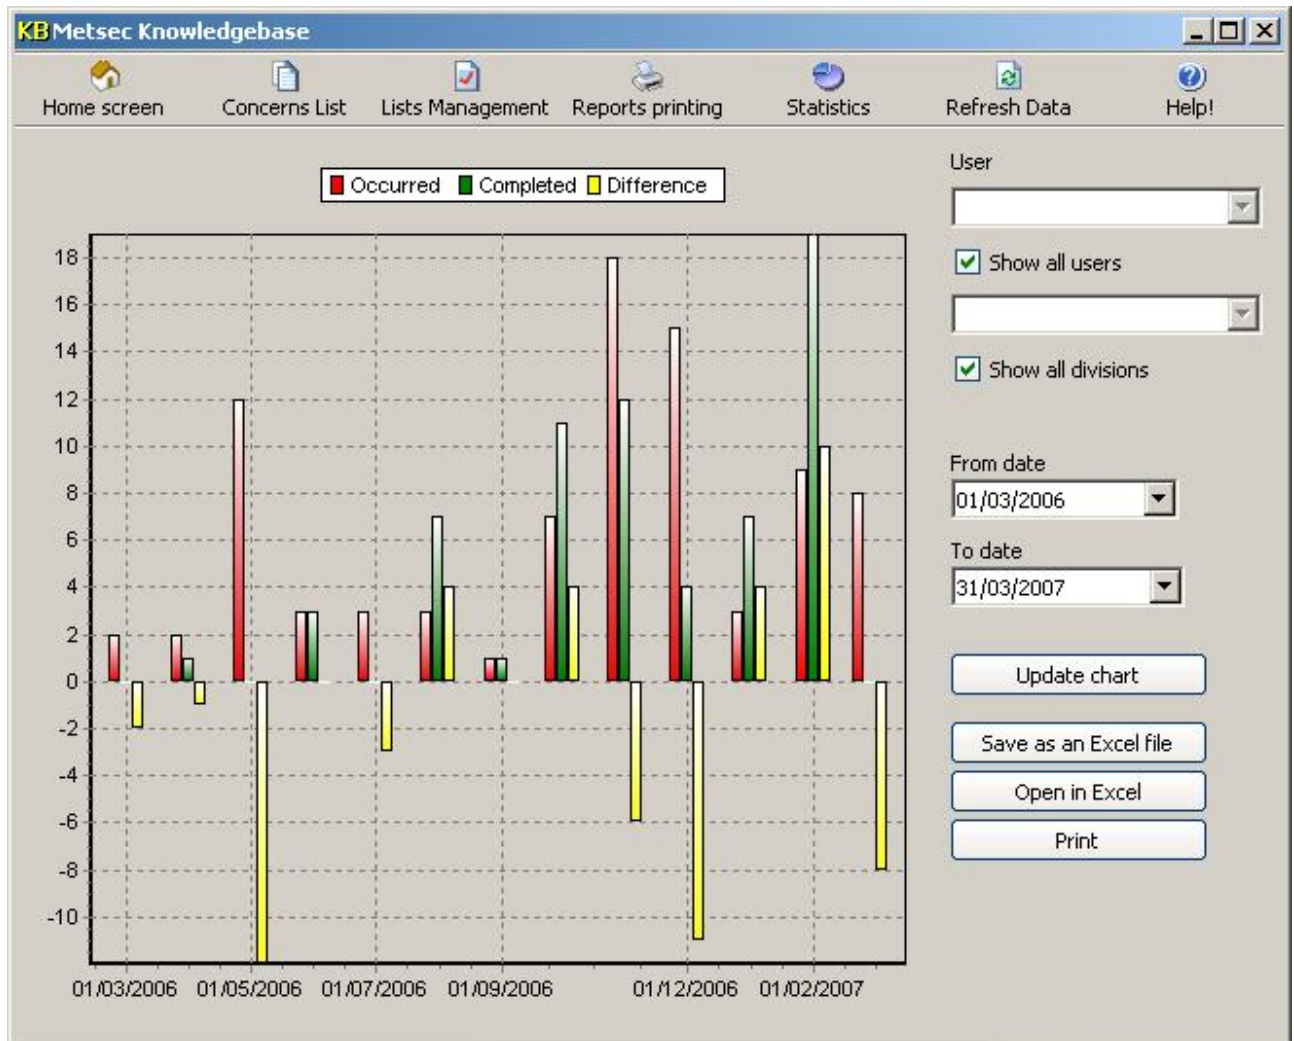 KB Metsec Knowledgebase
Home screen Concerns List Lists Management Reports printing Statistics Refresh Data Help!
Occurred Completed Difference
18
16
14
12
10
8
6
4
2
0
-2
-4
-6
-8
-10
01/03/2006 01/05/2006 01/07/2006 01/09/2006 01/12/2006 01/02/2007
User
Show all users
Show all divisions
From date
01/03/2006
To date
31/03/2007
Update chart
Save as an Excel file
Open in Excel
Print